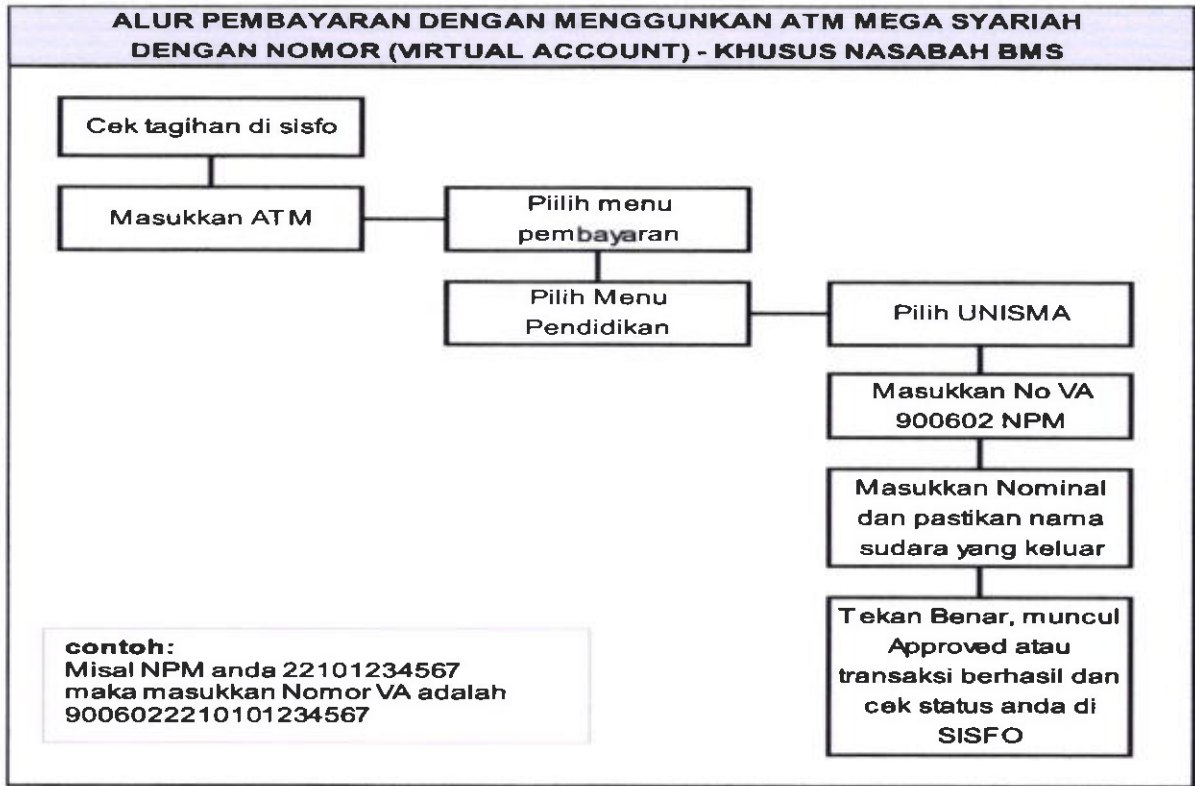 ALUR PEMBAYARAN DENGAN MENGGUNKAN ATM MEGA SYARIAH
DENGAN NOMOR (VIRTUAL ACCOUNT) - KHUSUS NASABAH BMS
Cek tagihan di sisfo
Masukkan ATM
Piilih menu
pembayaran
Pilih Menu
Pendidikan
Pilih UNISMA
Masukkan No VA
900602 NPM
Masukkan Nominal
dan pastikan nama
sudara yang keluar
Tekan Benar, muncul
Approved atau
transaksi berhasil dan
cek status anda di
SISFO
contoh:
Misal NPM anda 22101234567
maka masukkan Nomor VA adalah
9006022210101234567